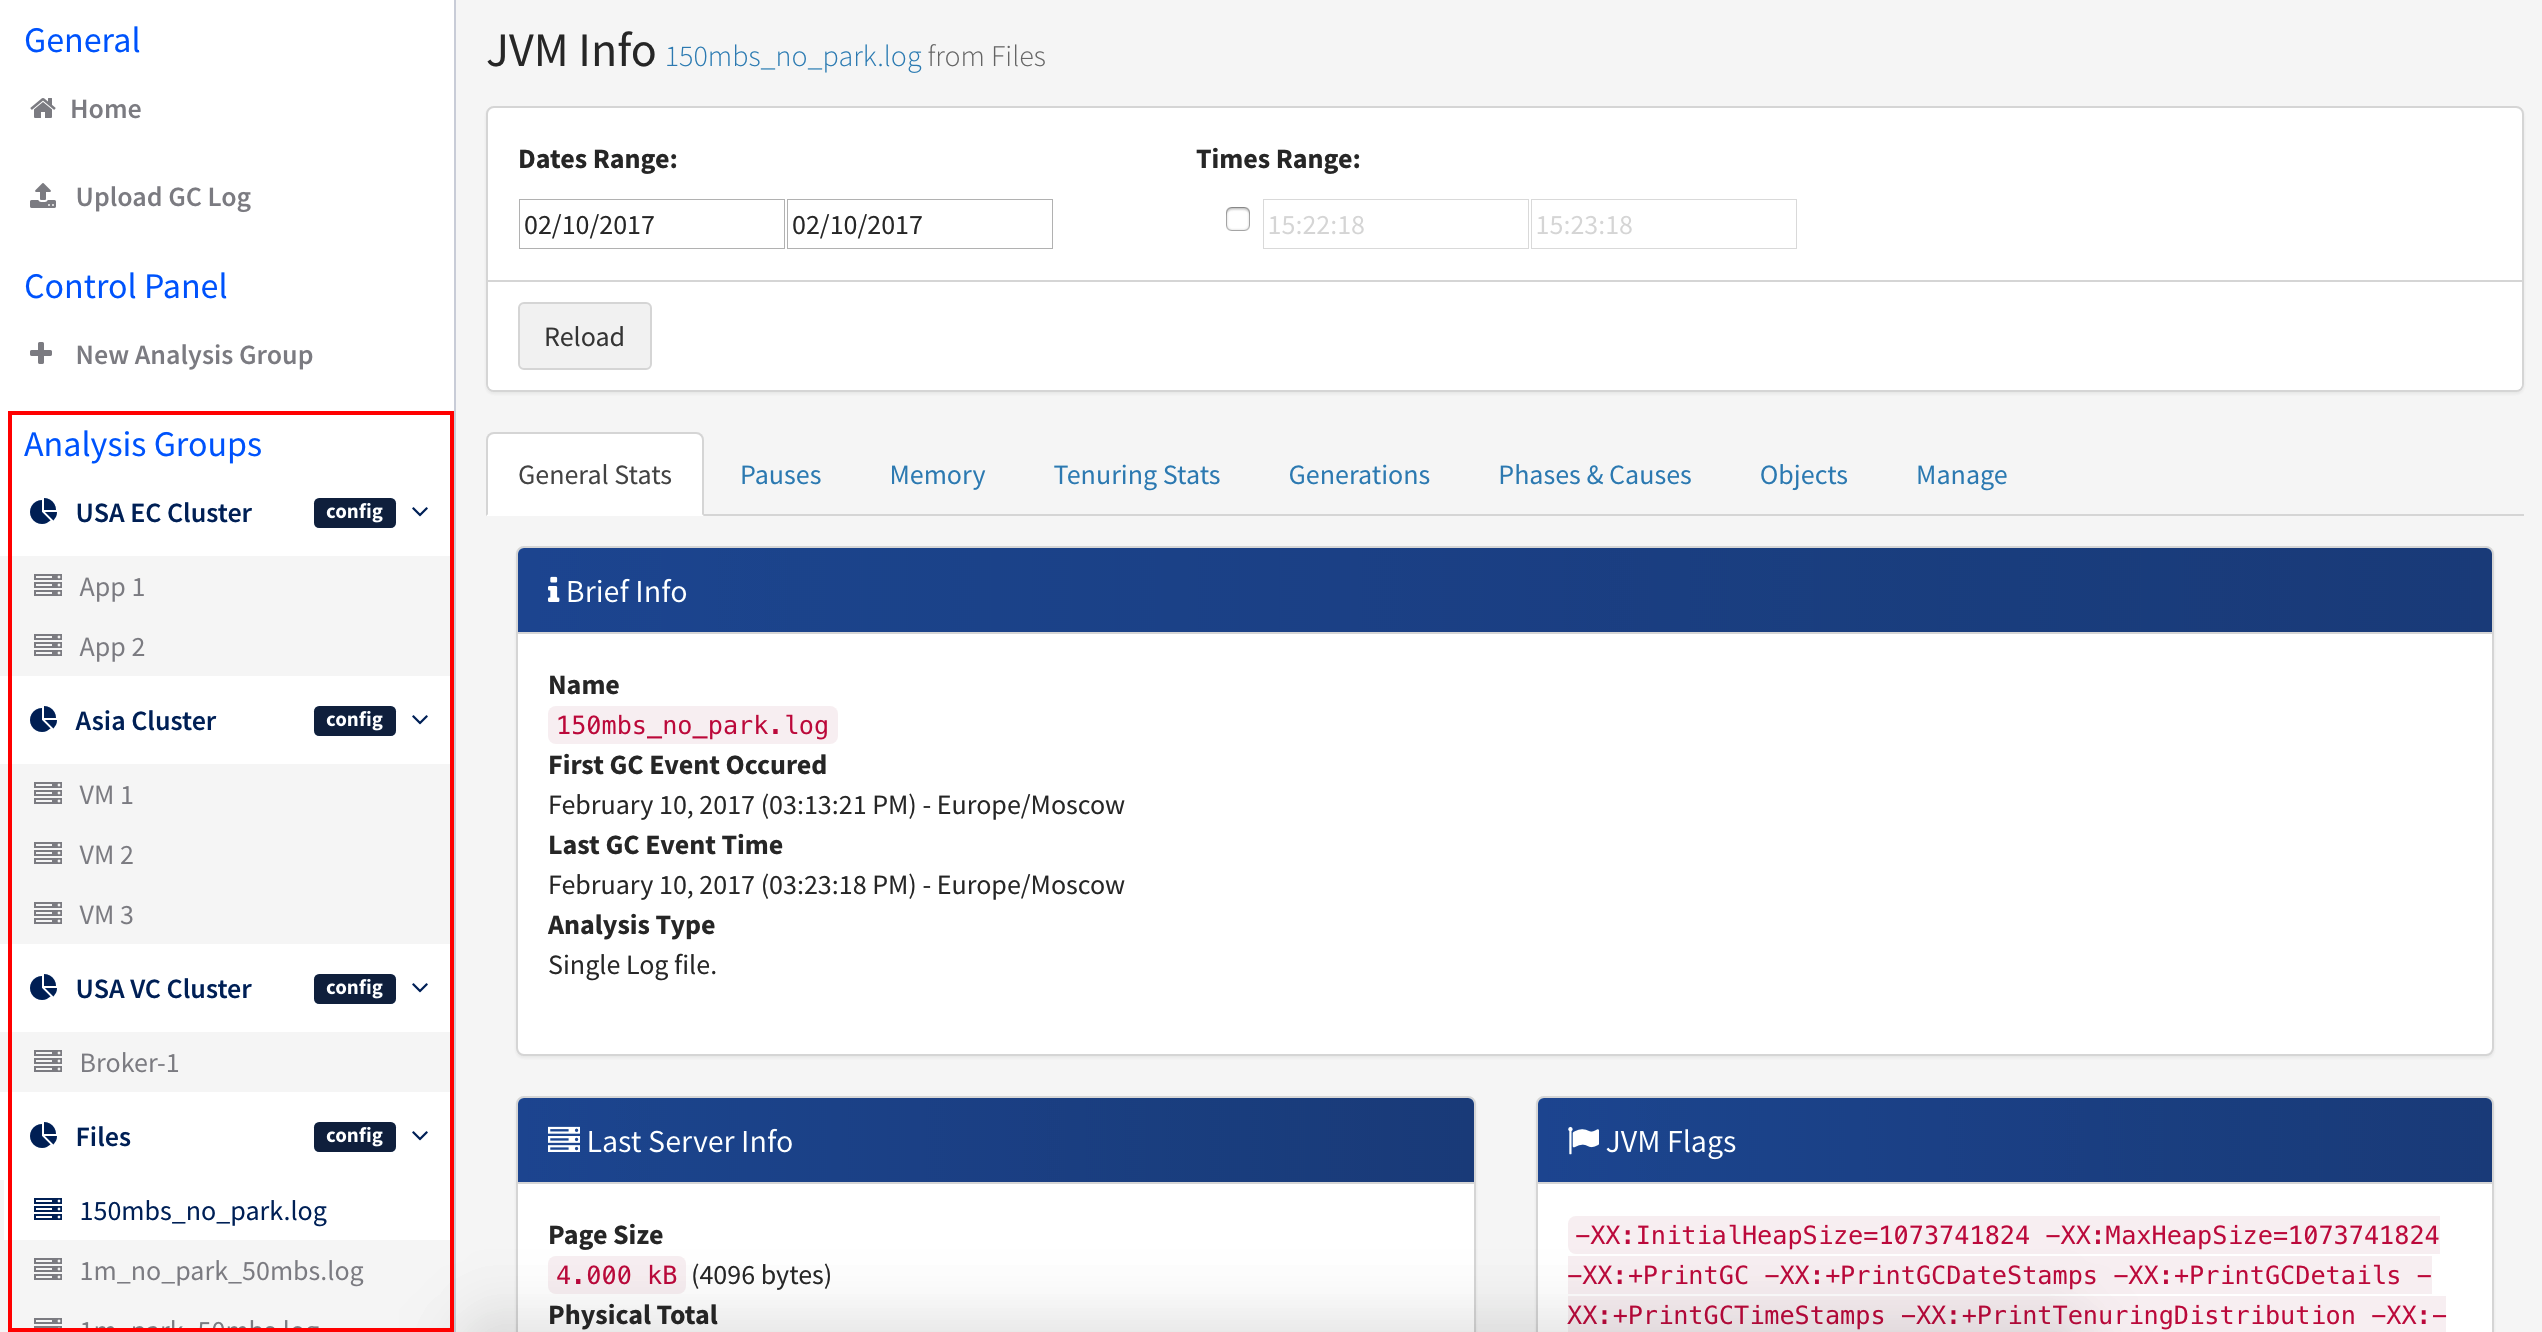 General
Home
Upload GC Log
Control Panel
New Analysis Group
Analysis Groups
USA EC Cluster config
App 1
App 2
Asia Cluster config
VM 1
VM 2
VM 3
USA VC Cluster config
Broker-1
Files config
150mbs_no_park.log
1m_no_park_50mbs.log
1m_park_50mbs.log
JVM Info 150mbs_no_park.log from Files
Dates Range: Times Range:
02/10/2017 02/10/2017 15:22:18 15:23:18
Reload
General Stats Pauses Memory Tenuring Stats Generations Phases & Causes Objects Manage
Brief Info
Name
150mbs_no_park.log
First GC Event Occured
February 10, 2017 (03:13:21 PM) - Europe/Moscow
Last GC Event Time
February 10, 2017 (03:23:18 PM) - Europe/Moscow
Analysis Type
Single Log file.
Last Server Info
Page Size
4.000 kB (4096 bytes)
Physical Total
JVM Flags
-XX:InitialHeapSize=1073741824 -XX:MaxHeapSize=1073741824
-XX:+PrintGC -XX:+PrintGCDateStamps -XX:+PrintGCDetails -
XX:+PrintGCTimeStamps -XX:+PrintTenuringDistribution -XX:-